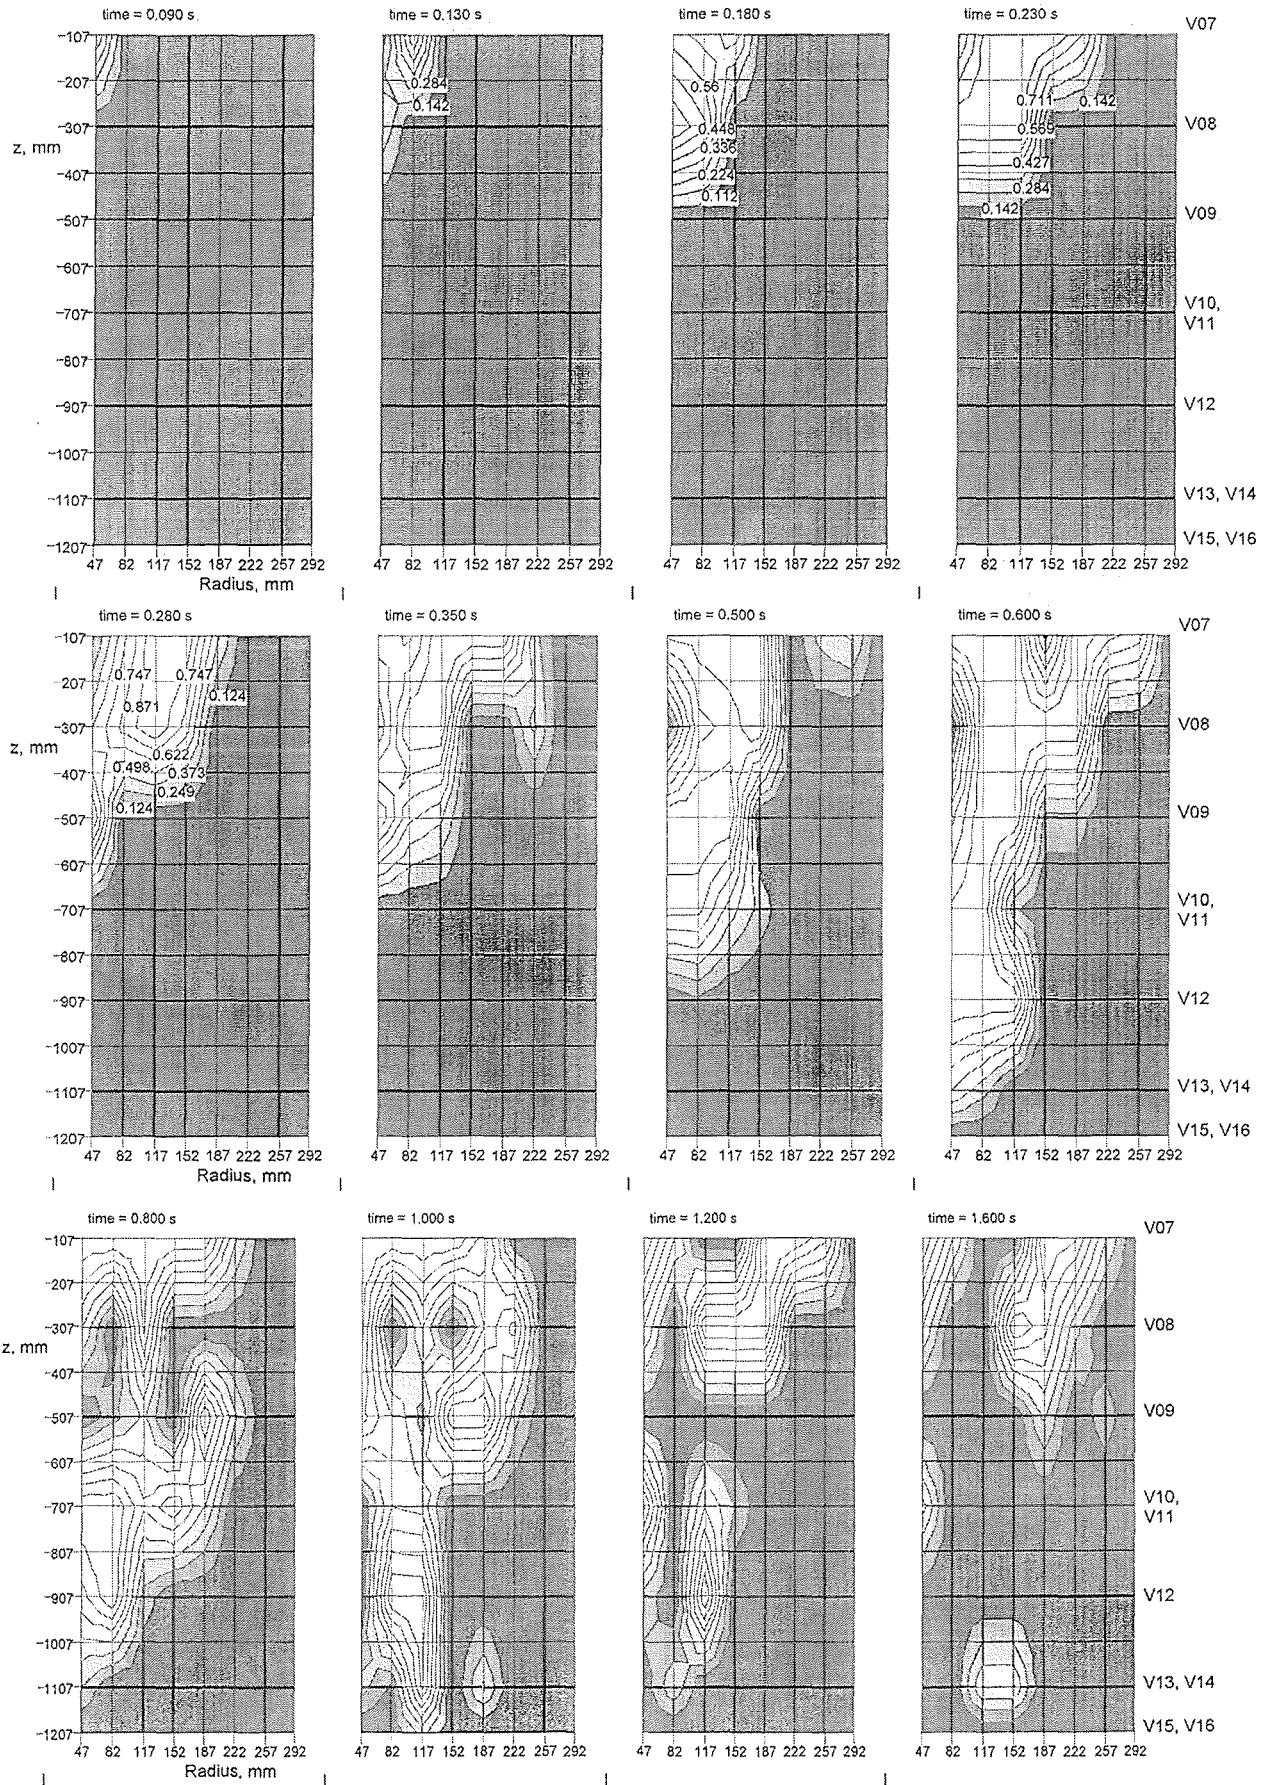 time = 0.090 s
time = 0.130 s
time = 0.180 s
time = 0.230 s
V07
-107
-207
-307
-407
-507
-607
-707
-807
-907
-1007
-1107
-1207
z, mm
0.284
0.142
0.56
0.448
0.336
0.224
0.112
0.711
0.142
0.569
0.427
0.284
0.142
V08
V09
V10,
V11
V12
V13, V14
V15, V16
47 82 117 152 187 222 257 292
47 82 117 152 187 222 257 292
47 82 117 152 187 222 257 292
47 82 117 152 187 222 257 292
Radius, mm
time = 0.280 s
time = 0.350 s
time = 0.500 s
time = 0.600 s
V07
-107
-207
-307
-407
-507
-607
-707
-807
-907
-1007
-1107
-1207
z, mm
0.747
0.747
0.124
0.871
0.622
0.498
0.373
0.249
0.124
V08
V09
V10,
V11
V12
V13, V14
V15, V16
47 82 117 152 187 222 257 292
47 82 117 152 187 222 257 292
47 82 117 152 187 222 257 292
47 82 117 152 187 222 257 292
Radius, mm
time = 0.800 s
time = 1.000 s
time = 1.200 s
time = 1.600 s
V07
-107
-207
-307
-407
-507
-607
-707
-807
-907
-1007
-1107
-1207
z, mm
V08
V09
V10,
V11
V12
V13, V14
V15, V16
47 82 117 152 187 222 257 292
47 82 117 152 187 222 257 292
47 82 117 152 187 222 257 292
47 82 117 152 187 222 257 292
Radius, mm